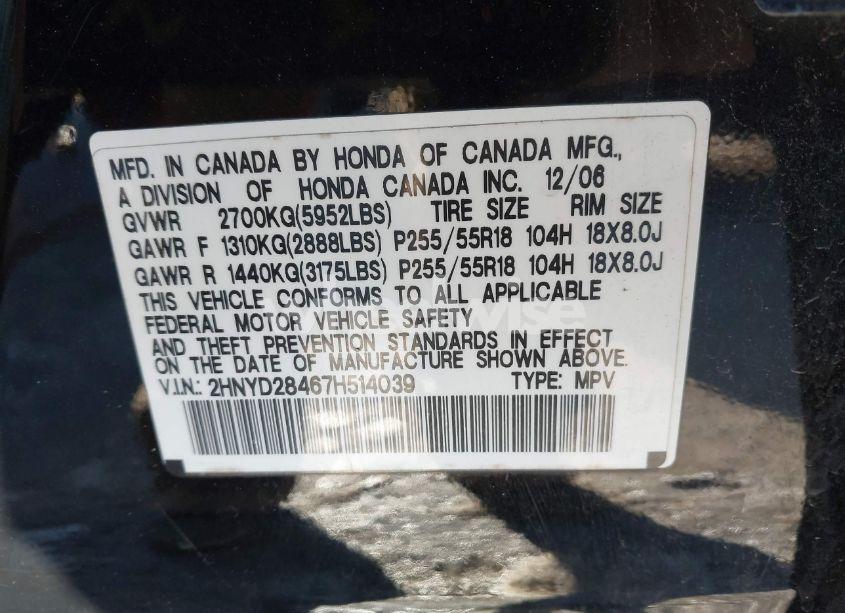 MFD. IN CANADA BY HONDA OF CANADA MFG.,
A DIVISION OF HONDA CANADA INC. 12/06
GVWR 2700KG(5952LBS) TIRE SIZE RIM SIZE
GAWR F 1310KG(2888LBS) P255/55R18 104H 18X8.0J
GAWR R 1440KG(3175LBS) P255/55R18 104H 18X8.0J
THIS VEHICLE CONFORMS TO ALL APPLICABLE
FEDERAL MOTOR VEHICLE SAFETY
AND THEFT PREVENTION STANDARDS IN EFFECT
ON THE DATE OF MANUFACTURE SHOWN ABOVE.
V.I.N.: 2HNYD28467H514039 TYPE: MPV